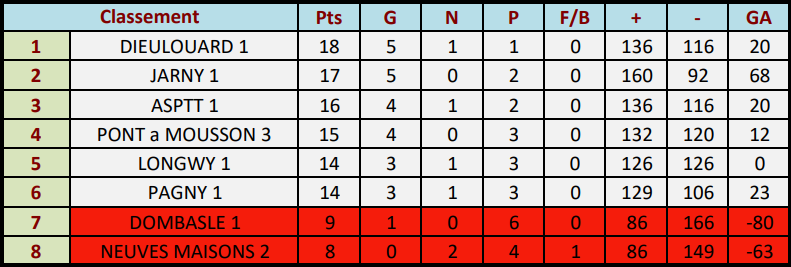 Classement Pts G N P F/B + - GA
1 DIEULOUARD 1 18 5 1 1 0 136 116 20
2 JARNY 1 17 5 0 2 0 160 92 68
3 ASPTT 1 16 4 1 2 0 136 116 20
4 PONT a MOUSSON 3 15 4 0 3 0 132 120 12
5 LONGWY 1 14 3 1 3 0 126 126 0
6 PAGNY 1 14 3 1 3 0 129 106 23
7 DOMBASLE 1 9 1 0 6 0 86 166 -80
8 NEUVES MAISONS 2 8 0 2 4 1 86 149 -63